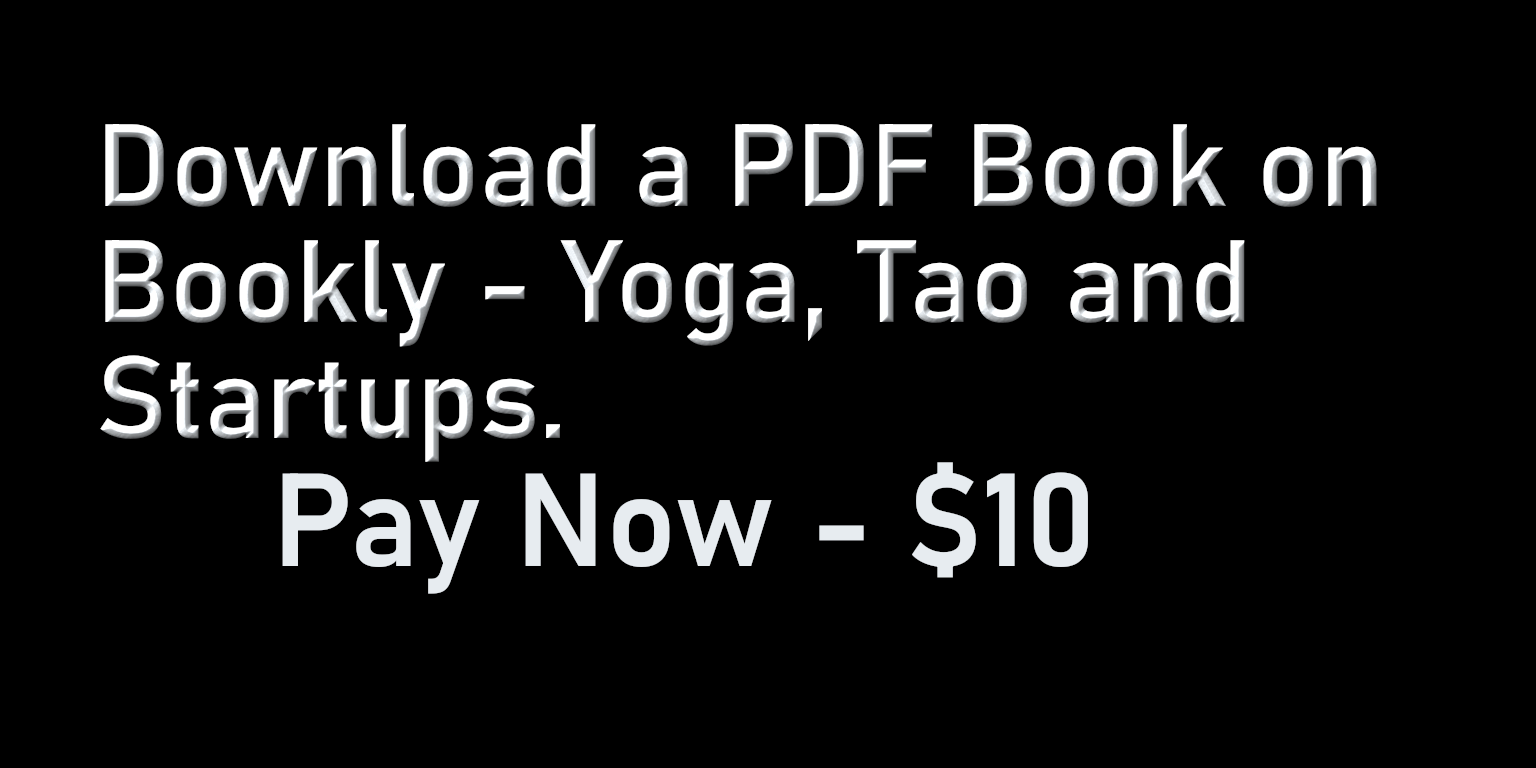 Download a PDF Book on
Bookly - Yoga, Tao and
Startups.
Pay Now - $10